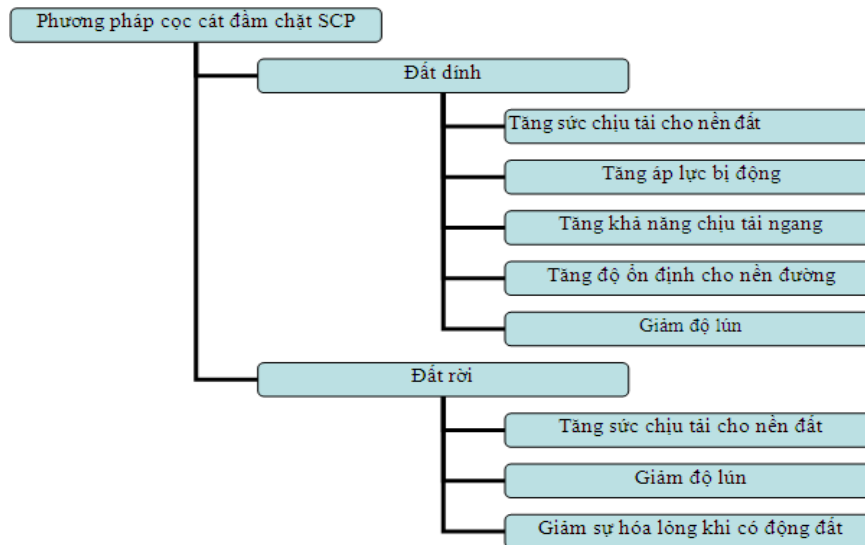 Phương pháp cọc cát đầm chặt SCP
Đất dính
Tăng sức chịu tải cho nền đất
Tăng áp lực bị động
Tăng khả năng chịu tải ngang
Tăng độ ổn định cho nền đường
Giảm độ lún
Đất rời
Tăng sức chịu tải cho nền đất
Giảm độ lún
Giảm sự hóa lỏng khi có động đất